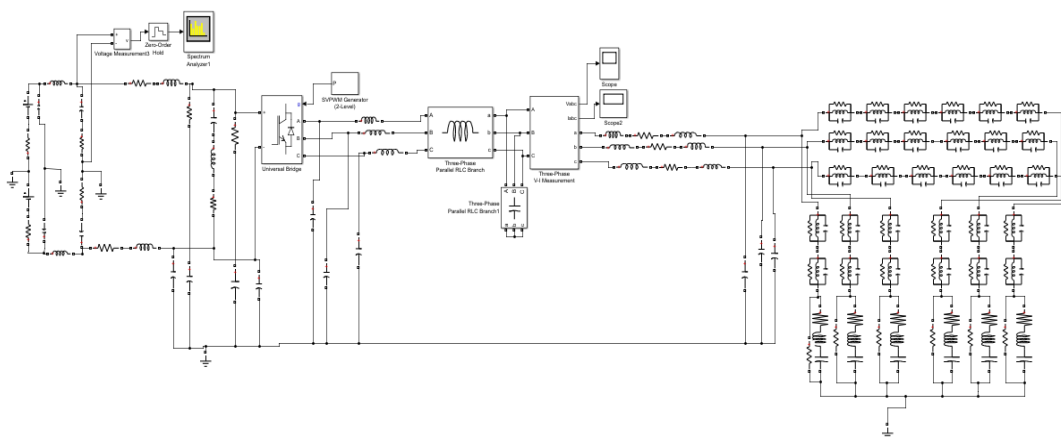 Voltage Measurement3
Zero-Order
Hold
Spectrum
Analyzer1
SVPWM Generator
(2-Level)
P
g
A
B
C
Universal Bridge
A
B
C
a
b
c
Three-Phase
Parallel RLC Branch
A
B
C
Vabc
Iabc
a
b
c
Three-Phase
V-I Measurement
Scope
Scope2
A
B
C
a
b
c
Three-Phase
Parallel RLC Branch1